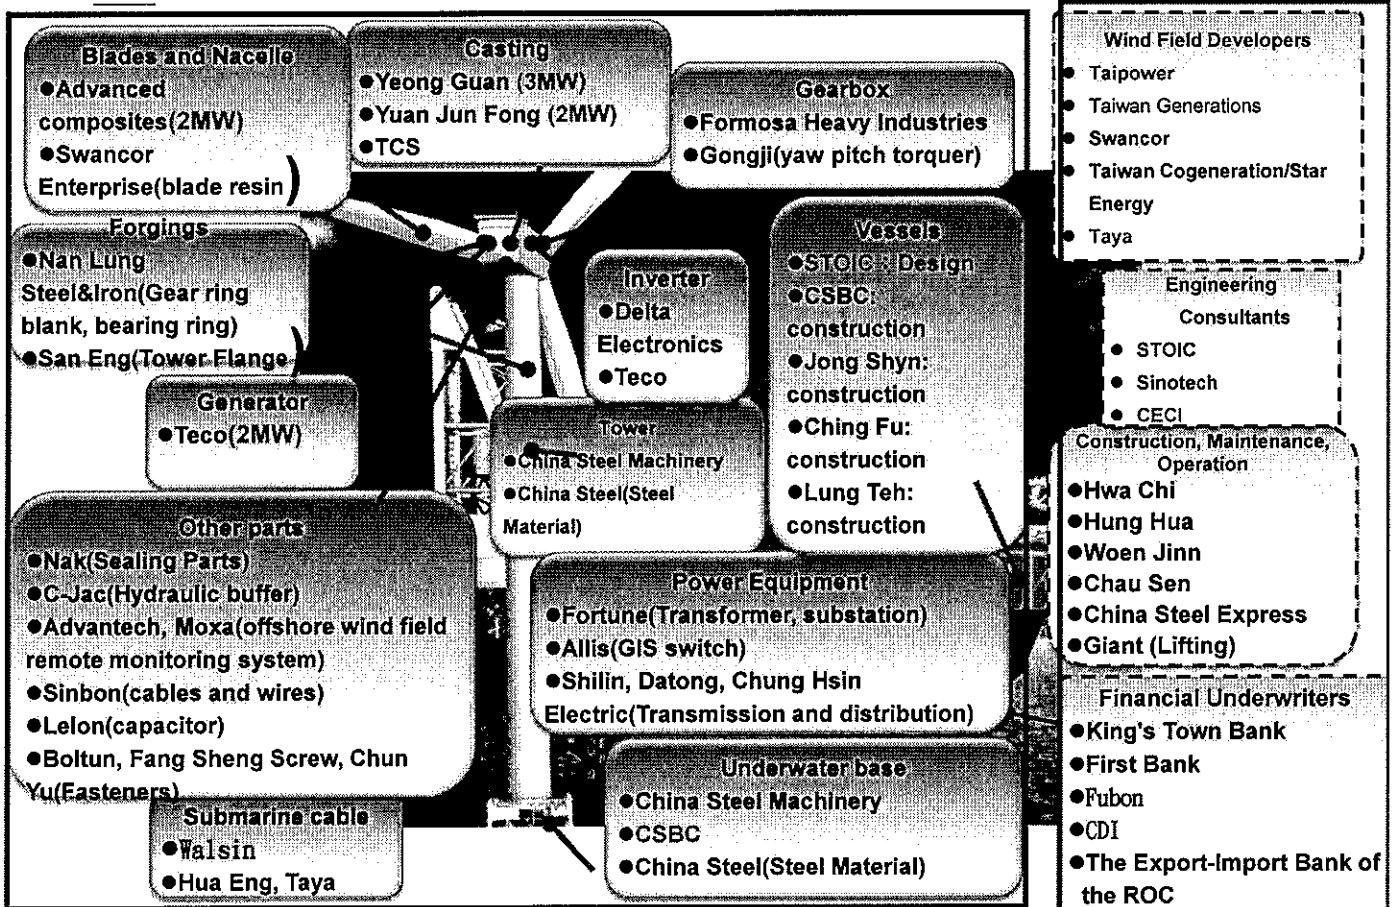 Blades and Nacelle
●Advanced
composites(2MW)
●Swancor
Enterprise(blade resin)
Casting
●Yeong Guan (3MW)
●Yuan Jun Fong (2MW)
●TCS
Gearbox
●Formosa Heavy Industries
●Gongji(yaw pitch torquer)
Forgings
●Nan Lung
Steel&Iron(Gear ring
blank, bearing ring)
●San Eng(Tower Flange)
Generator
●Teco(2MW)
Inverter
●Delta
Electronics
●Teco
Tower
●China Steel Machinery
●China Steel(Steel
Material)
Vessels
●STOIC : Design
●CSBC:
construction
●Jong Shyn:
construction
●Ching Fu:
construction
●Lung Teh:
construction
Other parts
●Nak(Sealing Parts)
●C-Jac(Hydraulic buffer)
●Advantech, Moxa(offshore wind field
remote monitoring system)
●Sinbon(cables and wires)
●Lelon(capacitor)
●Boltun, Fang Sheng Screw, Chun
Yu(Easteners)
Power Equipment
●Fortune(Transformer, substation)
●Allis(GIS switch)
●Shilin, Datong, Chung Hsin
Electric(Transmission and distribution)
Submarine cable
●Walsin
●Hua Eng, Taya
Underwater base
●China Steel Machinery
●CSBC
●China Steel(Steel Material)
Wind Field Developers
● Taipower
● Taiwan Generations
● Swancor
● Taiwan Cogeneration/Star
Energy
● Taya
Engineering
Consultants
● STOIC
● Sinotech
● CECI
Construction, Maintenance,
Operation
●Hwa Chi
●Hung Hua
●Woen Jinn
●Chau Sen
●China Steel Express
●Giant (Lifting)
Financial Underwriters
●King's Town Bank
●First Bank
●Fubon
●CDI
●The Export-Import Bank of
the ROC